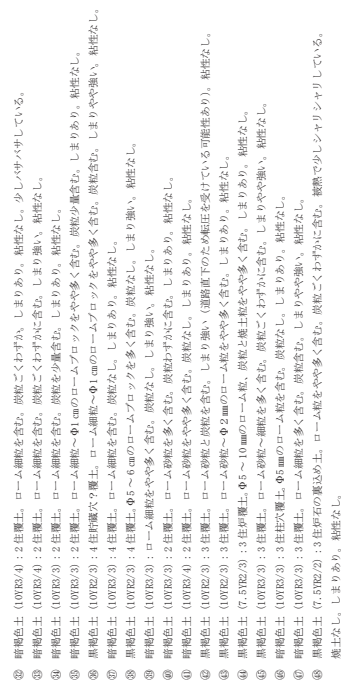 ㉜ 暗褐色土 (10YR3/4)：2住覆土。ローム細粒を含む。炭粒ごくわずか。しまりあり。粘性なし。少しパサパサしている。
㉝ 暗褐色土 (10YR3/4)：2住覆土。ローム細粒を含む。炭粒ごくわずかに含む。しまり強い。粘性なし。
㉞ 暗褐色土 (10YR3/3)：2住覆土。ローム細粒を含む。炭粒を少量含む。しまりあり。粘性なし。
㉟ 暗褐色土 (10YR3/3)：2住覆土。ローム細粒～Φ1㎝のロームブロックをやや多く含む。炭粒少量含む。しまりあり。粘性なし。
㊱ 黒褐色土 (10YR2/3)：4住貯蔵穴？覆土。ローム細粒～Φ1㎝のロームブロックをやや多く含む。炭粒含む。しまりやや強い。粘性なし。
㊲ 暗褐色土 (10YR3/3)：4住覆土。ローム細粒を含む。炭粒なし。しまりあり。粘性なし。
㊳ 黒褐色土 (10YR2/3)：4住覆土。Φ5～6㎝のロームブロックを多く含む。炭粒なし。しまり強い。粘性なし。
㊴ 暗褐色土 (10YR3/3)：ローム細粒をやや多く含む。炭粒なし。しまり強い。粘性なし。
㊵ 暗褐色土 (10YR3/4)：2住覆土。ローム砂粒を多く含む。炭粒わずかに含む。しまりあり。粘性なし。
㊶ 暗褐色土 (10YR3/4)：2住覆土。ローム砂粒をやや多く含む。炭粒なし。しまりあり。粘性なし。
㊷ 黒褐色土 (10YR2/3)：3住覆土。ローム砂粒と炭粒を含む。しまり強い（道路直下のため転圧を受けている可能性あり）。粘性なし。
㊸ 黒褐色土 (10YR2/3)：3住覆土。ローム砂粒～Φ2㎜のローム粒をやや多く含む。しまりあり。粘性なし。
㊹ 黒褐色土 (7.5YR2/3)：3住炉覆土。Φ5～10㎜のローム粒、炭粒と焼土粒をやや多く含む。しまりあり。粘性なし。
㊺ 黒褐色土 (10YR3/3)：3住覆土。ローム砂粒～細粒を多く含む。炭粒ごくわずかに含む。しまりやや強い。粘性なし。
㊻ 暗褐色土 (10YR3/3)：3住柱穴覆土。Φ5㎜のローム粒を含む。炭粒なし。しまりあり。粘性なし。
㊼ 暗褐色土 (10YR3/3)：2住覆土。ローム細粒を多く含む。炭粒含む。しまりやや強い。粘性なし。
㊽ 黒褐色土 (7.5YR2/2)：3住炉石の裏込め土。ローム粒をやや多く含む。炭粒ごくわずかに含む。被熱で少しシャリシャリしている。
焼土なし。しまりあり。粘性なし。